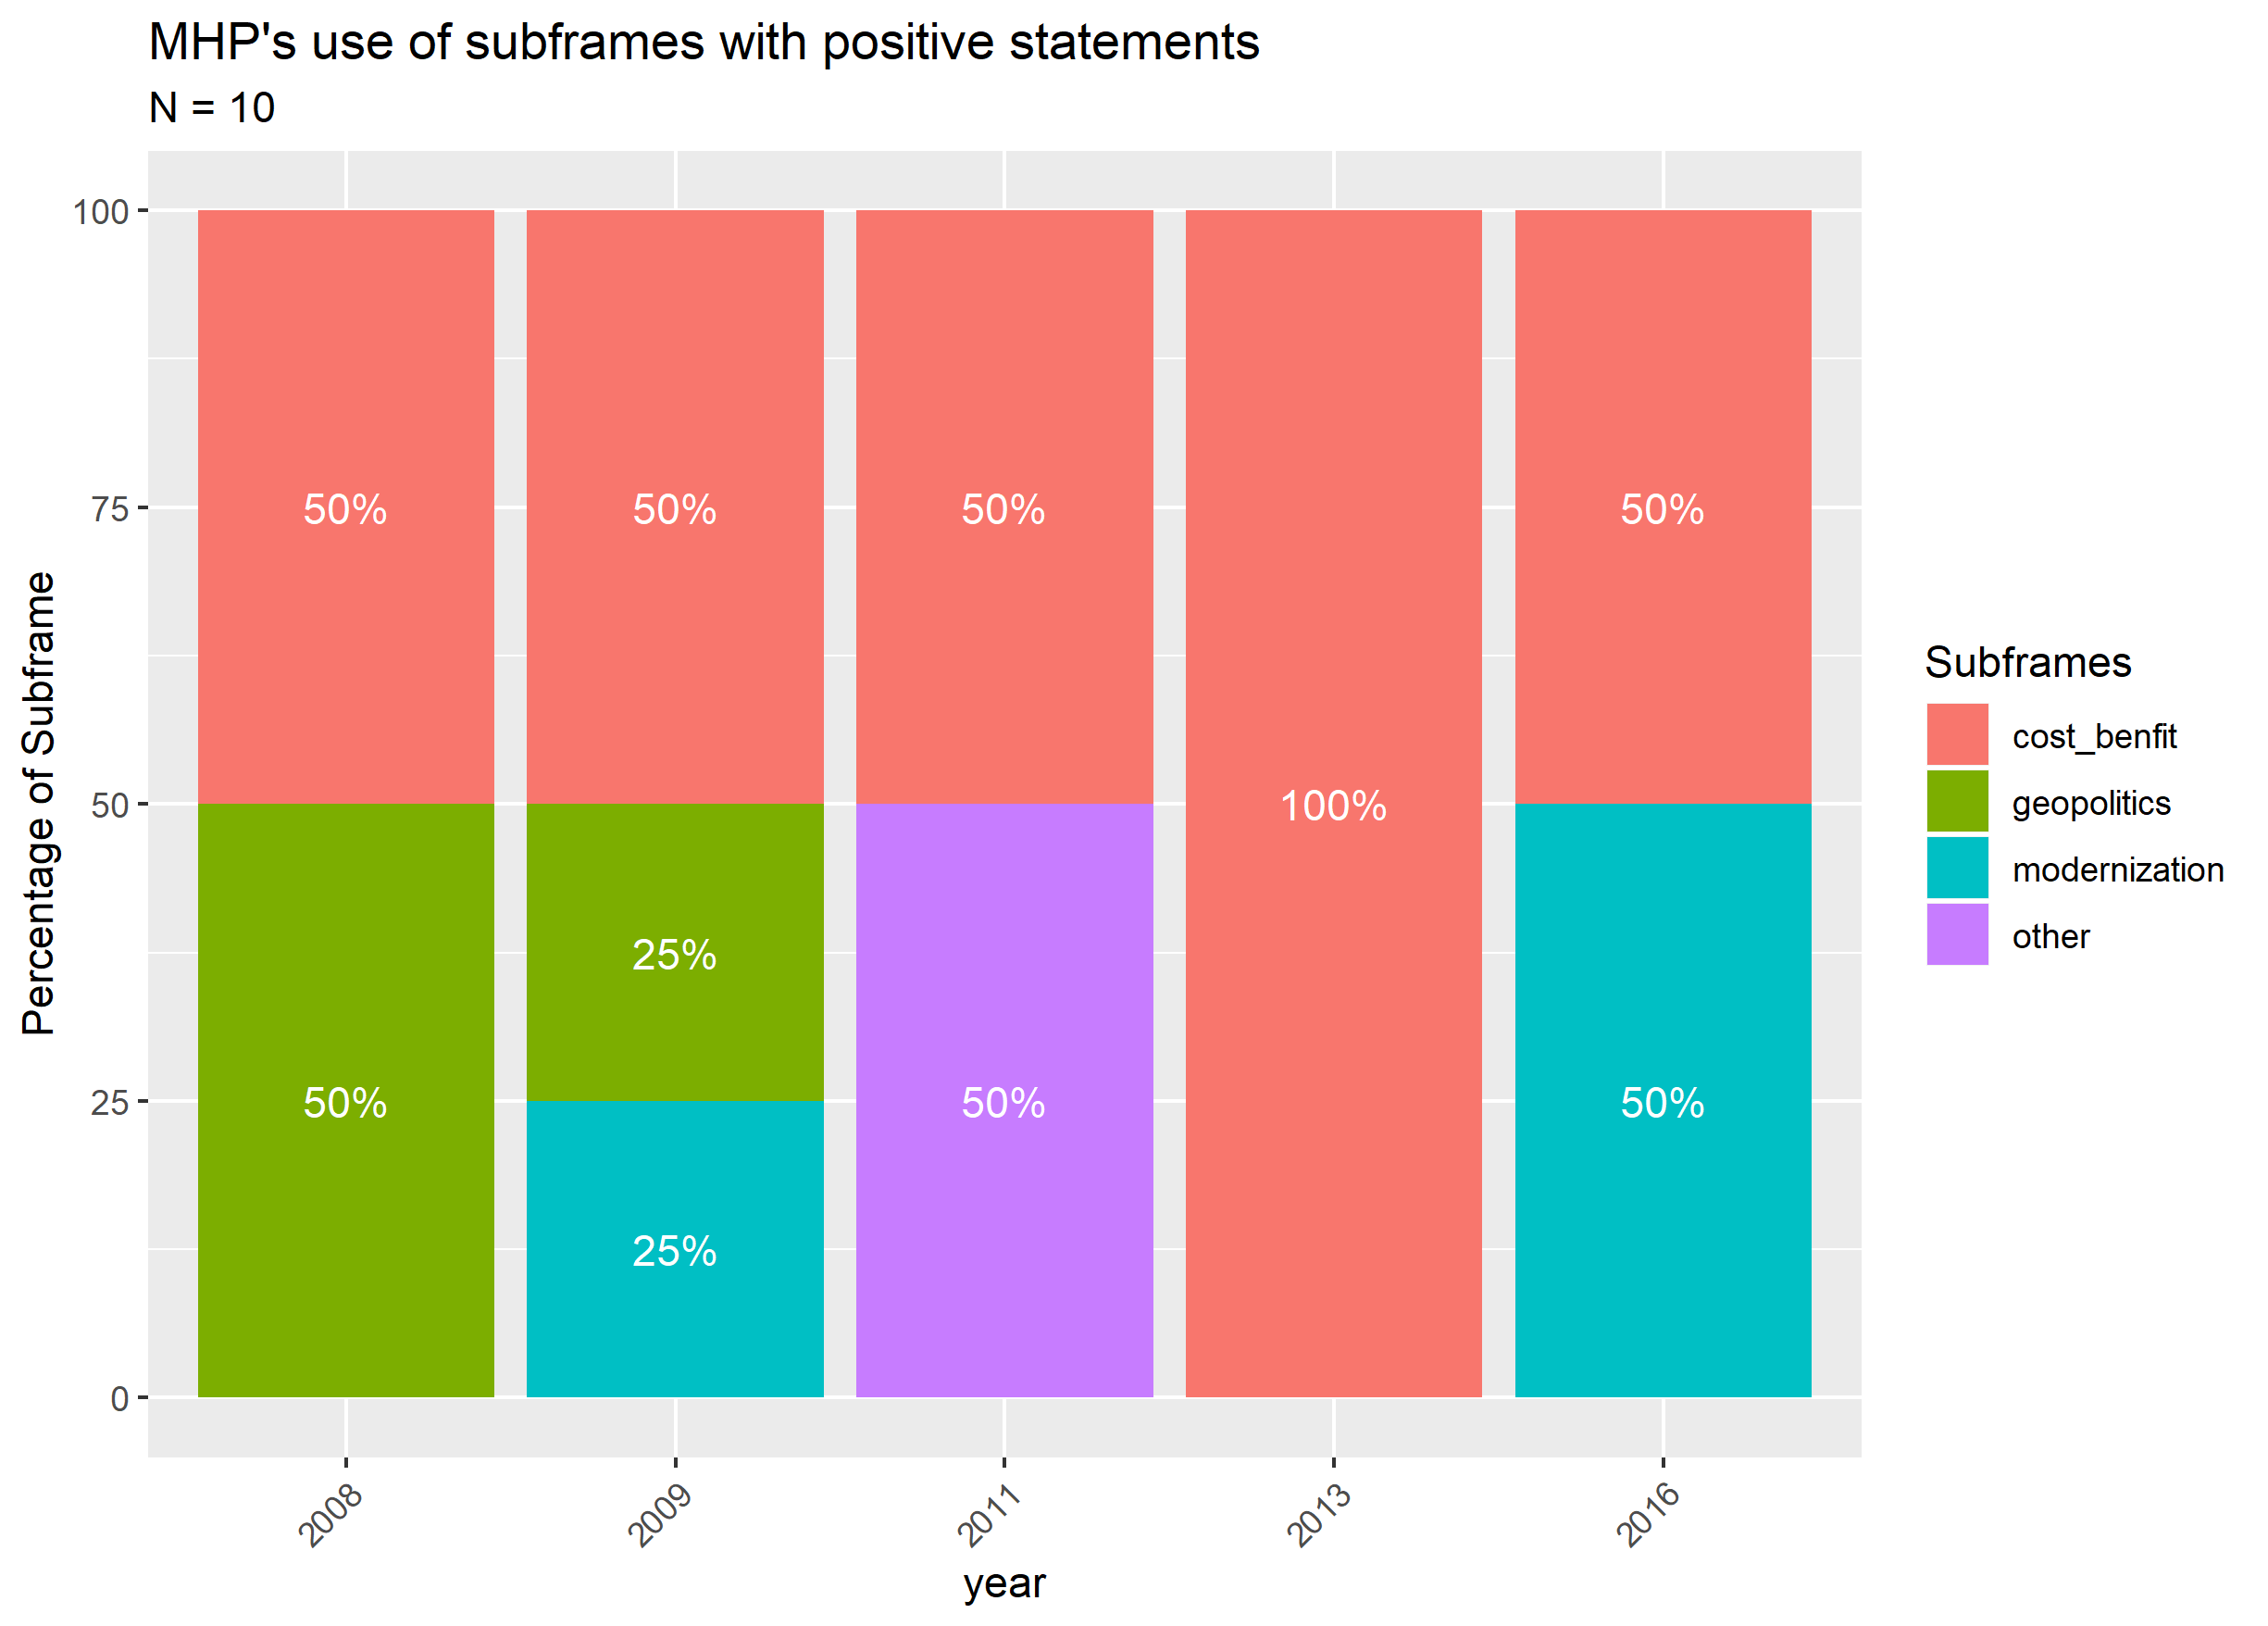 MHP's use of subframes with positive statements
N = 10
Percentage of Subframe
100
75
50
25
0
50%
50%
50%
50%
100%
25%
50%
50%
50%
25%
2008
2009
2011
2013
2016
year
Subframes
cost_benfit
geopolitics
modernization
other